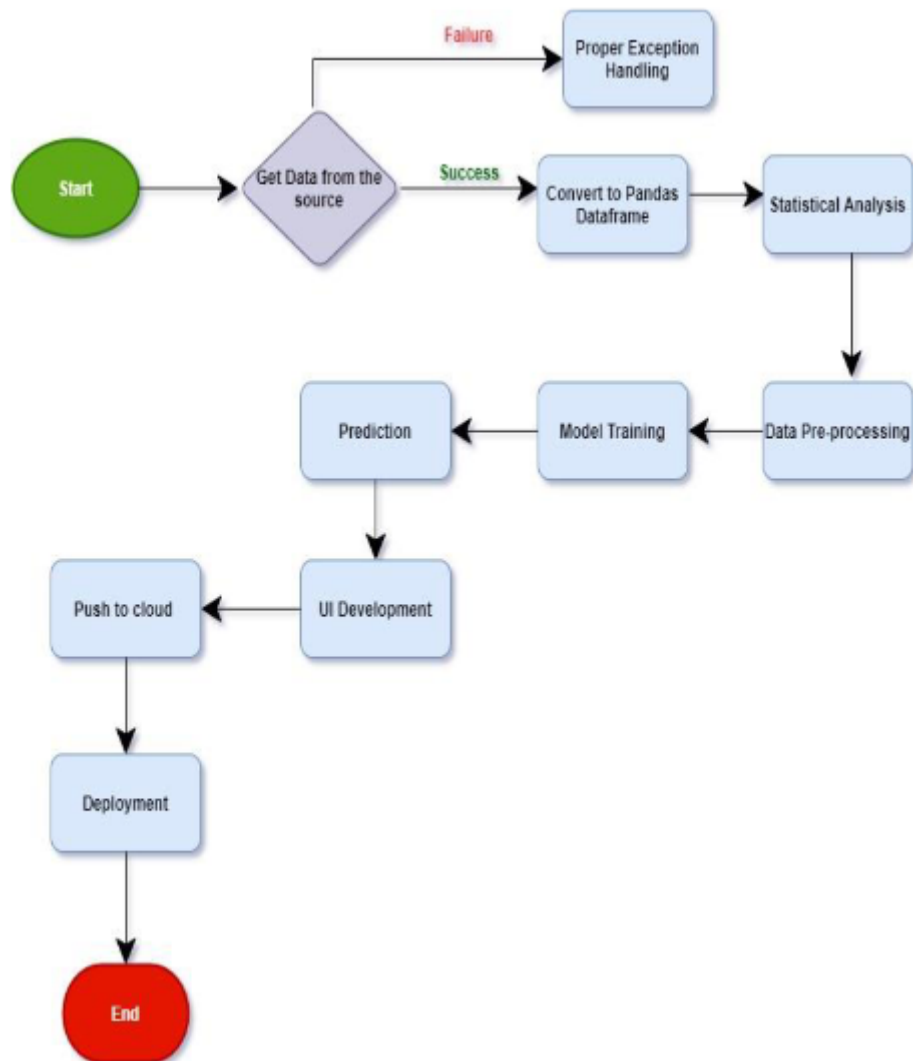 Failure
Proper Exception
Handling
Start
Get Data from the
source
Success
Convert to Pandas
Dataframe
Statistical Analysis
Prediction
Model Training
Data Pre-processing
Push to cloud
UI Development
Deployment
End